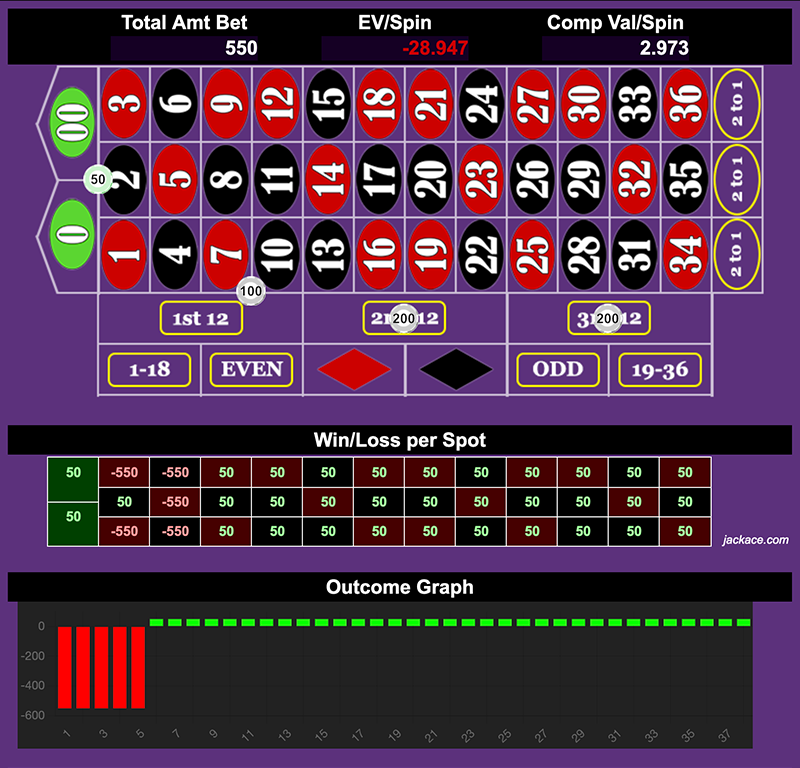 Total Amt Bet EV/Spin Comp Val/Spin
550 -28.947 2.973
00 3 6 9 12 15 18 21 24 27 30 33 36 2 to 1
50 2 5 8 11 14 17 20 23 26 29 32 35 2 to 1
0 1 4 7 10 13 16 19 22 25 28 31 34 2 to 1
100
1st 12 2 200 12 3 200 12
1-18 EVEN ODD 19-36
Win/Loss per Spot
50 -550 -550 50 50 50 50 50 50 50 50 50 50
50 -550 50 50 50 50 50 50 50 50 50 50
50 -550 -550 50 50 50 50 50 50 50 50 50 50
jackace.com
Outcome Graph
0
-200
-400
-600
1 3 5 7 9 11 13 15 17 19 21 23 25 27 29 31 33 35 37